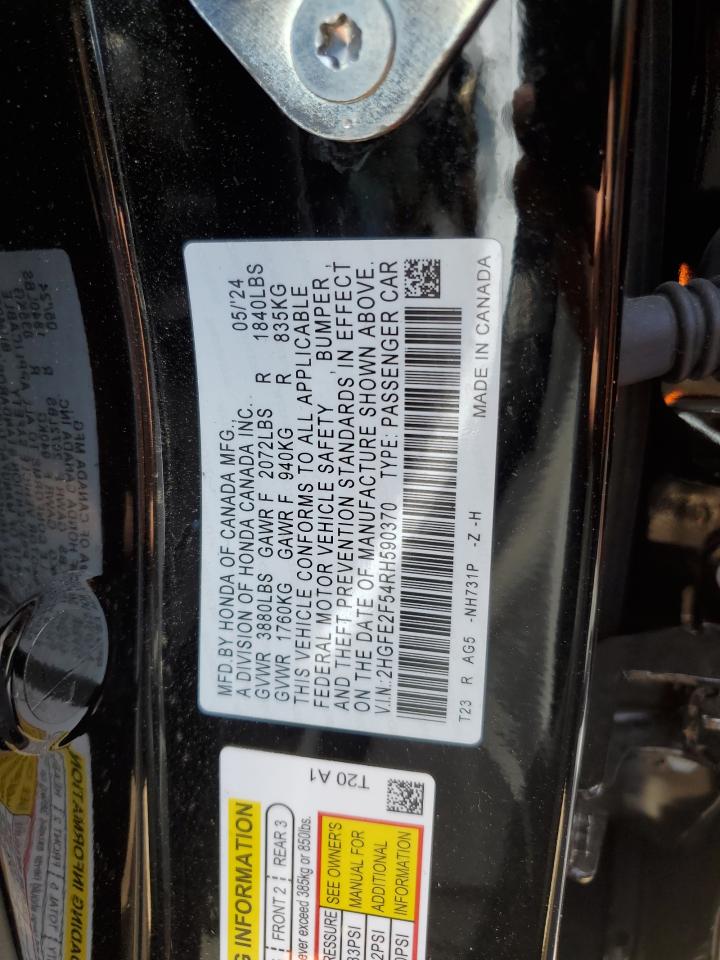 MFD.BY HONDA OF CANADA MFG.,
A DIVISION OF HONDA CANADA INC.
05/'24
GVWR 3880LBS GAWR F 2072LBS R 1840LBS
GVWR 1760KG GAWR F 940KG R 835KG
THIS VEHICLE CONFORMS TO ALL APPLICABLE
FEDERAL MOTOR VEHICLE SAFETY, BUMPER,
AND THEFT PREVENTION STANDARDS IN EFFECT
ON THE DATE OF MANUFACTURE SHOWN ABOVE.
V.I.N.:2HGFE2F54RH590370 TYPE: PASSENGER CAR
T23 R AG5 -NH731P -Z -H
MADE IN CANADA
T20 A1
INFORMATION
FRONT 2 REAR 3
exceed 385kg or 850lbs.
SEE OWNER'S
MANUAL FOR
ADDITIONAL
INFORMATION